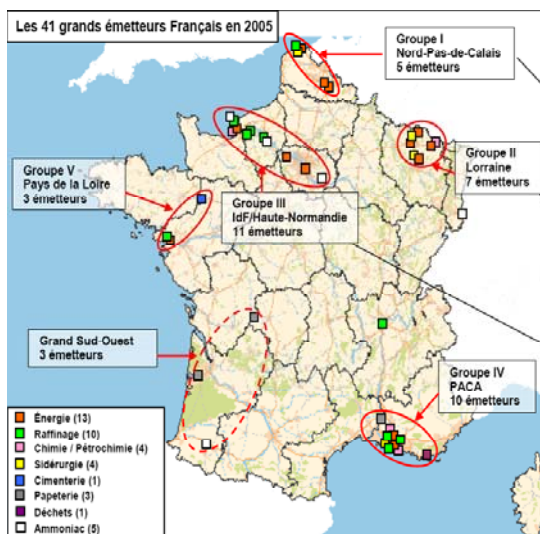 Les 41 grands émetteurs Français en 2005
Groupe I
Nord-Pas-de-Calais
5 émetteurs
Groupe II
Lorraine
7 émetteurs
Groupe V
Pays de la Loire
3 émetteurs
Groupe III
IdF/Haute-Normandie
11 émetteurs
Grand Sud-Ouest
3 émetteurs
Groupe IV
PACA
10 émetteurs
Énergie (13)
Raffinage (10)
Chimie / Pétrochimie (4)
Sidérurgie (4)
Cimenterie (1)
Papeterie (3)
Déchets (1)
Ammoniac (5)